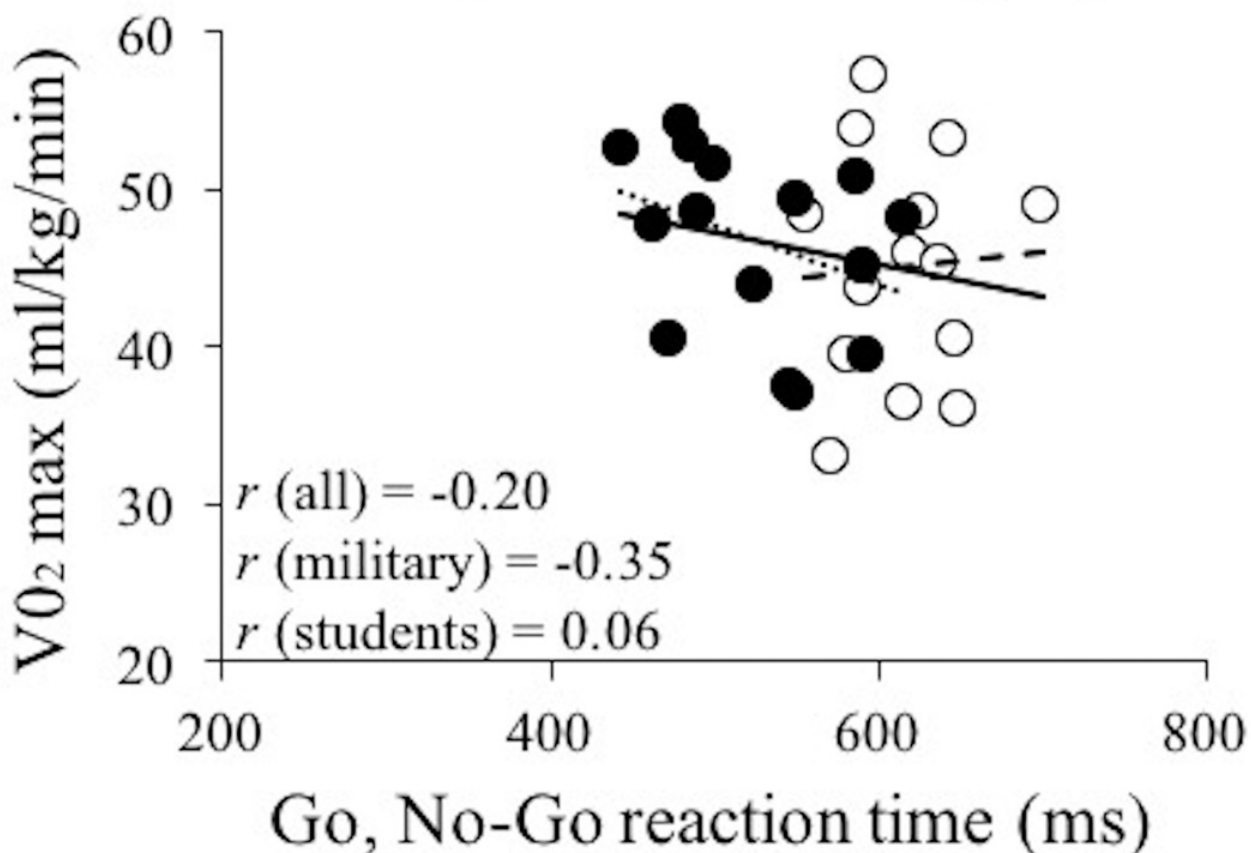 60
50
40
30
20
V0₂ max (ml/kg/min)
r (all) = -0.20
r (military) = -0.35
r (students) = 0.06
200 400 600 800
Go, No-Go reaction time (ms)